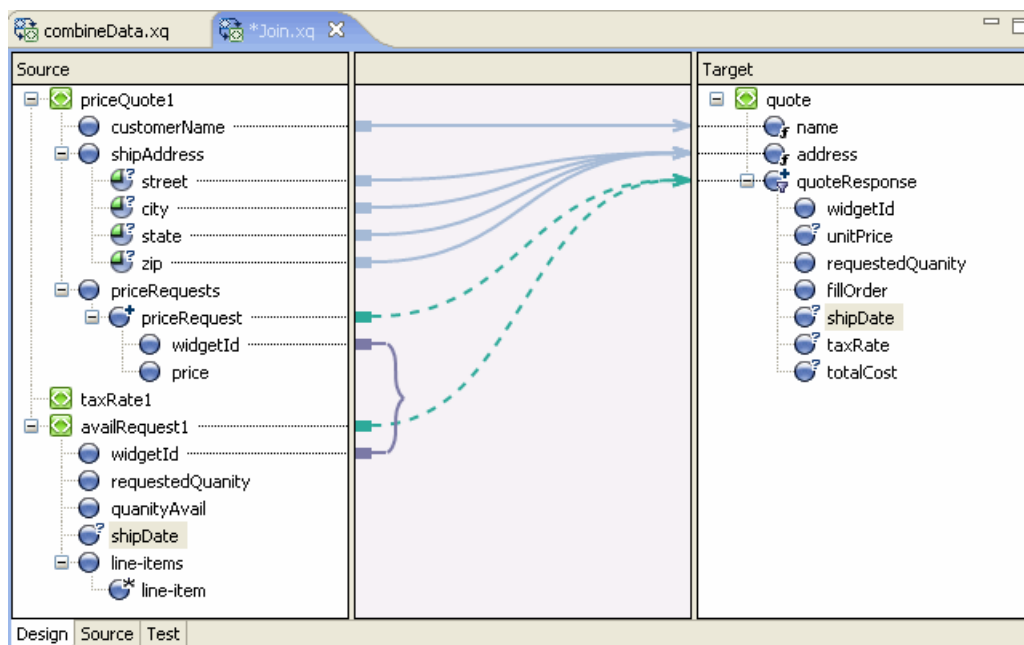 combineData.xq
*Join.xq
Source
Target
priceQuote1
customerName
shipAddress
street
city
state
zip
priceRequests
priceRequest
widgetId
price
taxRate1
availRequest1
widgetId
requestedQuanity
quanityAvail
shipDate
line-items
line-item
quote
name
address
quoteResponse
widgetId
unitPrice
requestedQuanity
fillOrder
shipDate
taxRate
totalCost
Design Source Test